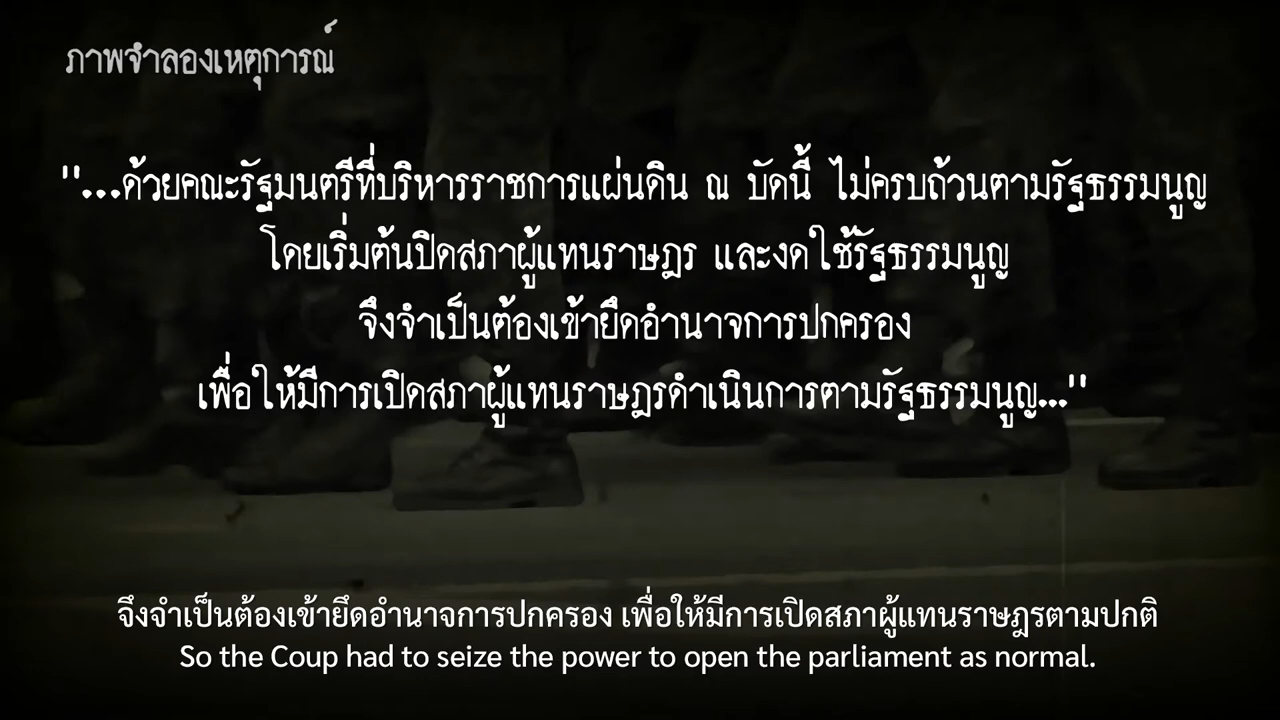 ภาพจำลองเหตุการณ์
"...ด้วยคณะรัฐมนตรีที่บริหารราชการแผ่นดิน ณ บัดนี้ ไม่ครบถ้วนตามรัฐธรรมนูญ
โดยเริ่มต้นปิดสภาผู้แทนราษฎร และงดใช้รัฐธรรมนูญ
จึงจำเป็นต้องเข้ายึดอำนาจการปกครอง
เพื่อให้มีการเปิดสภาผู้แทนราษฎรดำเนินการตามรัฐธรรมนูญ..."
จึงจำเป็นต้องเข้ายึดอำนาจการปกครอง เพื่อให้มีการเปิดสภาผู้แทนราษฎรตามปกติ
So the Coup had to seize the power to open the parliament as normal.